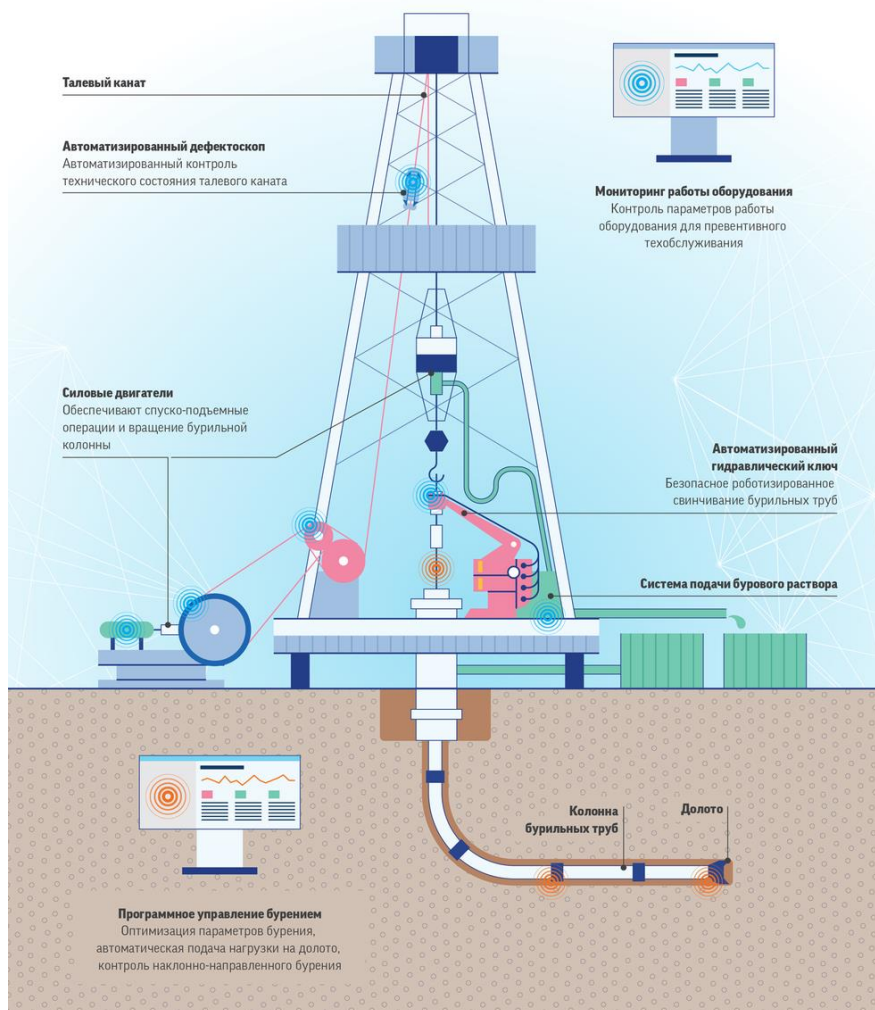 Талевый канат
Автоматизированный дефектоскоп
Автоматизированный контроль
технического состояния талевого каната
Мониторинг работы оборудования
Контроль параметров работы
оборудования для превентивного
техобслуживания
Силовые двигатели
Обеспечивают спуско-подъемные
операции и вращение бурильной
колонны
Автоматизированный
гидравлический ключ
Безопасное роботизированное
свинчивание бурильных труб
Система подачи бурового раствора
Колонна
бурильных труб
Долото
Программное управление бурением
Оптимизация параметров бурения,
автоматическая подача нагрузки на долото,
контроль наклонно-направленного бурения